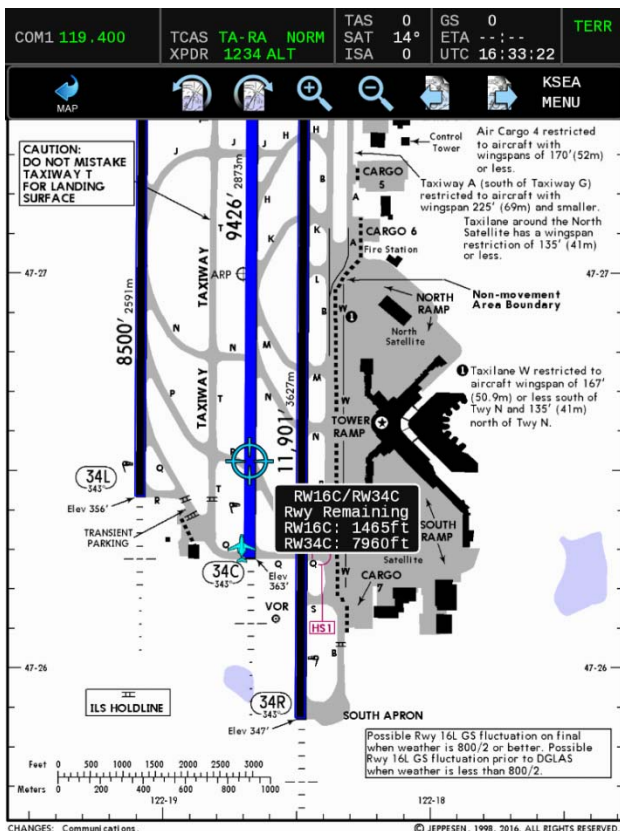 COM1 119.400
TCAS TA-RA NORM
XPDR 1234 ALT
TAS 0
SAT 14°
ISA 0
GS 0
ETA --:--
UTC 16:33:22
TERR
MAP
KSEA
MENU
CAUTION:
DO NOT MISTAKE
TAXIWAY T
FOR LANDING
SURFACE
J
J
J
H
H
B
H
K
K
A
A
T
L
B
N
N
M
M
N
P
T
R
Q
Q
Q
S
B
W
W
W
Control
Tower
Air Cargo 4 restricted
to aircraft with
wingspans of 170'(52m)
or less.
CARGO
5
Taxiway A (south of Taxiway G)
restricted to aircraft with
wingspan 225' (69m) and smaller.
CARGO 6
Fire Station
Taxilane around the North
Satellite has a wingspan
restriction of 135' (41m)
or less.
9426' 2873m
TAXIWAY
ARP
47-27
47-27
NORTH
RAMP
Non-movement
Area Boundary
North
Satellite
1
8500' 2591m
TAXIWAY
11,901' 3627m
1 Taxilane W restricted to
aircraft wingspan of 167'
(50.9m) or less south of
Twy N and 135' (41m)
north of Twy N.
TOWER
RAMP
34L
343°
Elev 356'
RW16C/RW34C
Rwy Remaining
RW16C: 1465ft
RW34C: 7960ft
TRANSIENT
PARKING
SOUTH
RAMP
Satellite
34C
343°
Elev
363'
CARGO
7
VOR
HS1
47-26
47-26
ILS HOLDLINE
34R
343°
Elev 347'
SOUTH APRON
Possible Rwy 16L GS fluctuation on final
when weather is 800/2 or better. Possible
Rwy 16L GS fluctuation prior to DGLAS
when weather is less than 800/2.
Feet 0 500 1000 1500 2000 2500 3000
Meters 0 200 400 600 800 1000
122-19
122-18
CHANGES: Communications.
© JEPPESEN, 1998, 2016. ALL RIGHTS RESERVED.